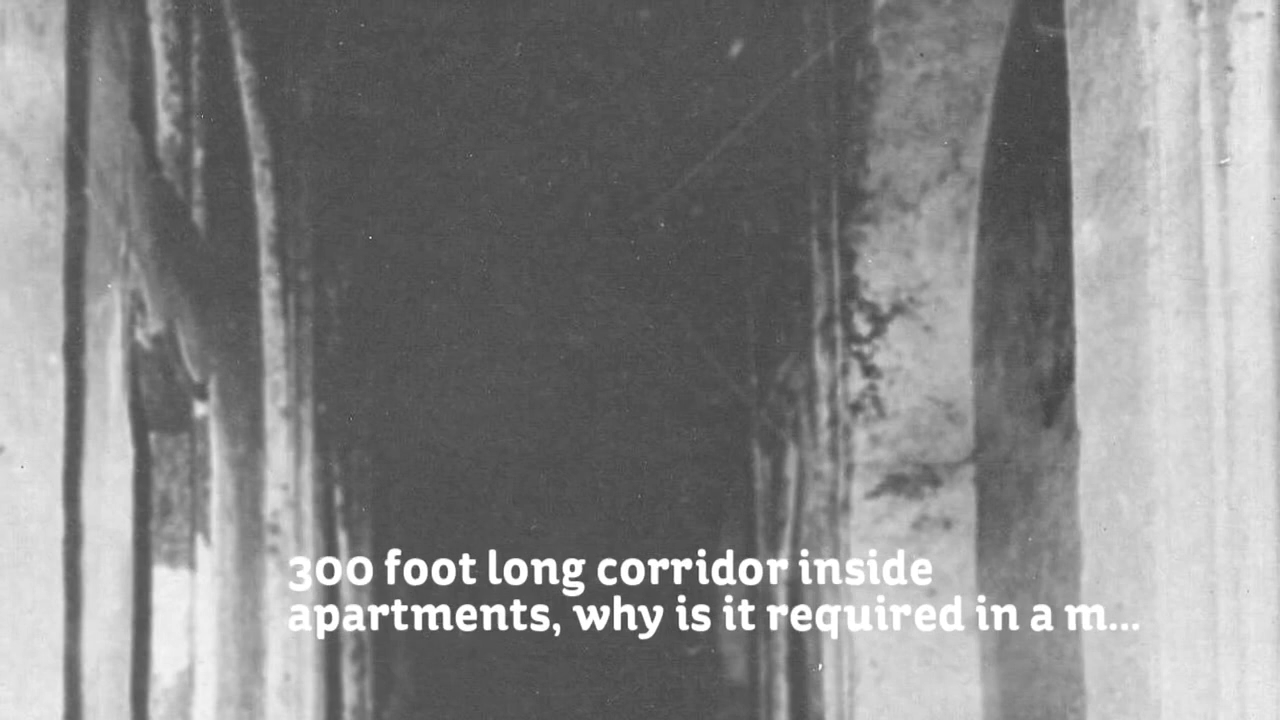 300 foot long corridor inside
apartments, why is it required in a m...